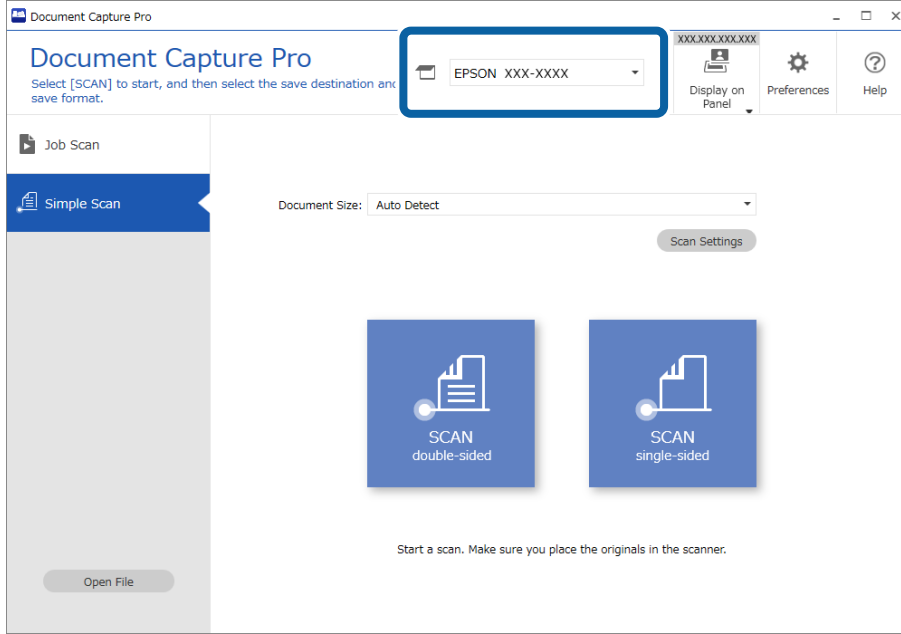 Document Capture Pro
Document Capture Pro
Select [SCAN] to start, and then select the save destination and
save format.
EPSON XXX-XXXX
XXX.XXX.XXX.XXX
Display on
Panel
Preferences
Help
Job Scan
Simple Scan
Document Size:
Auto Detect
Scan Settings
SCAN
double-sided
SCAN
single-sided
Start a scan. Make sure you place the originals in the scanner.
Open File